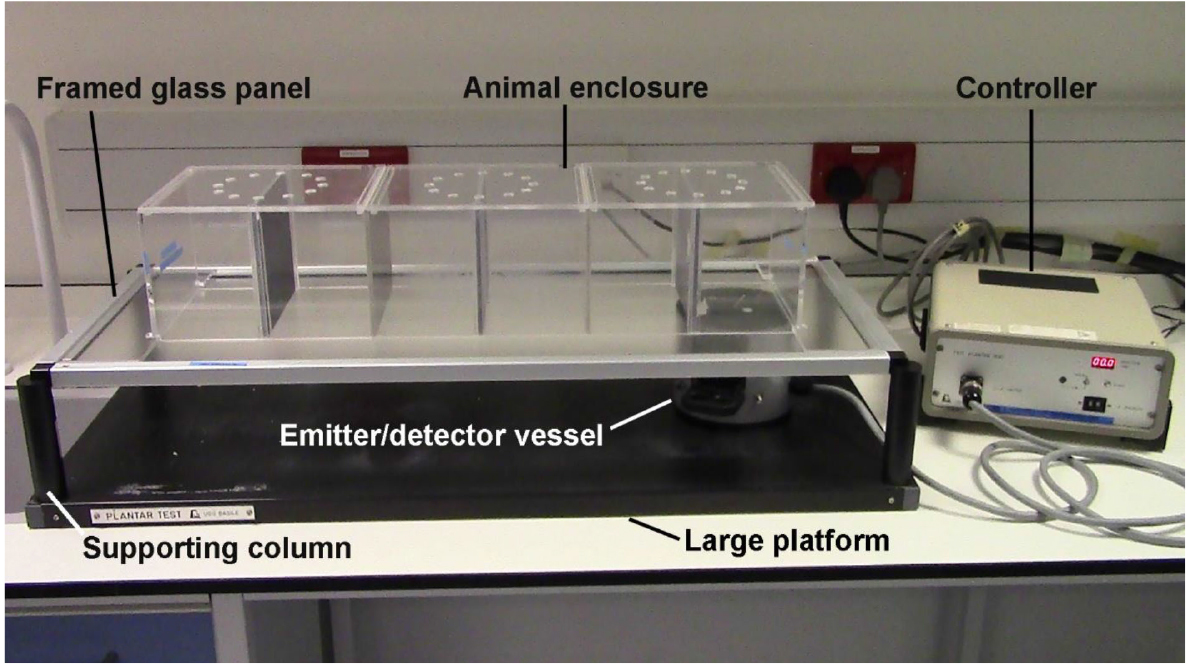 Framed glass panel
Animal enclosure
Controller
00.0
Emitter/detector vessel
PLANTAR TEST
UGO BASILE
Supporting column
Large platform